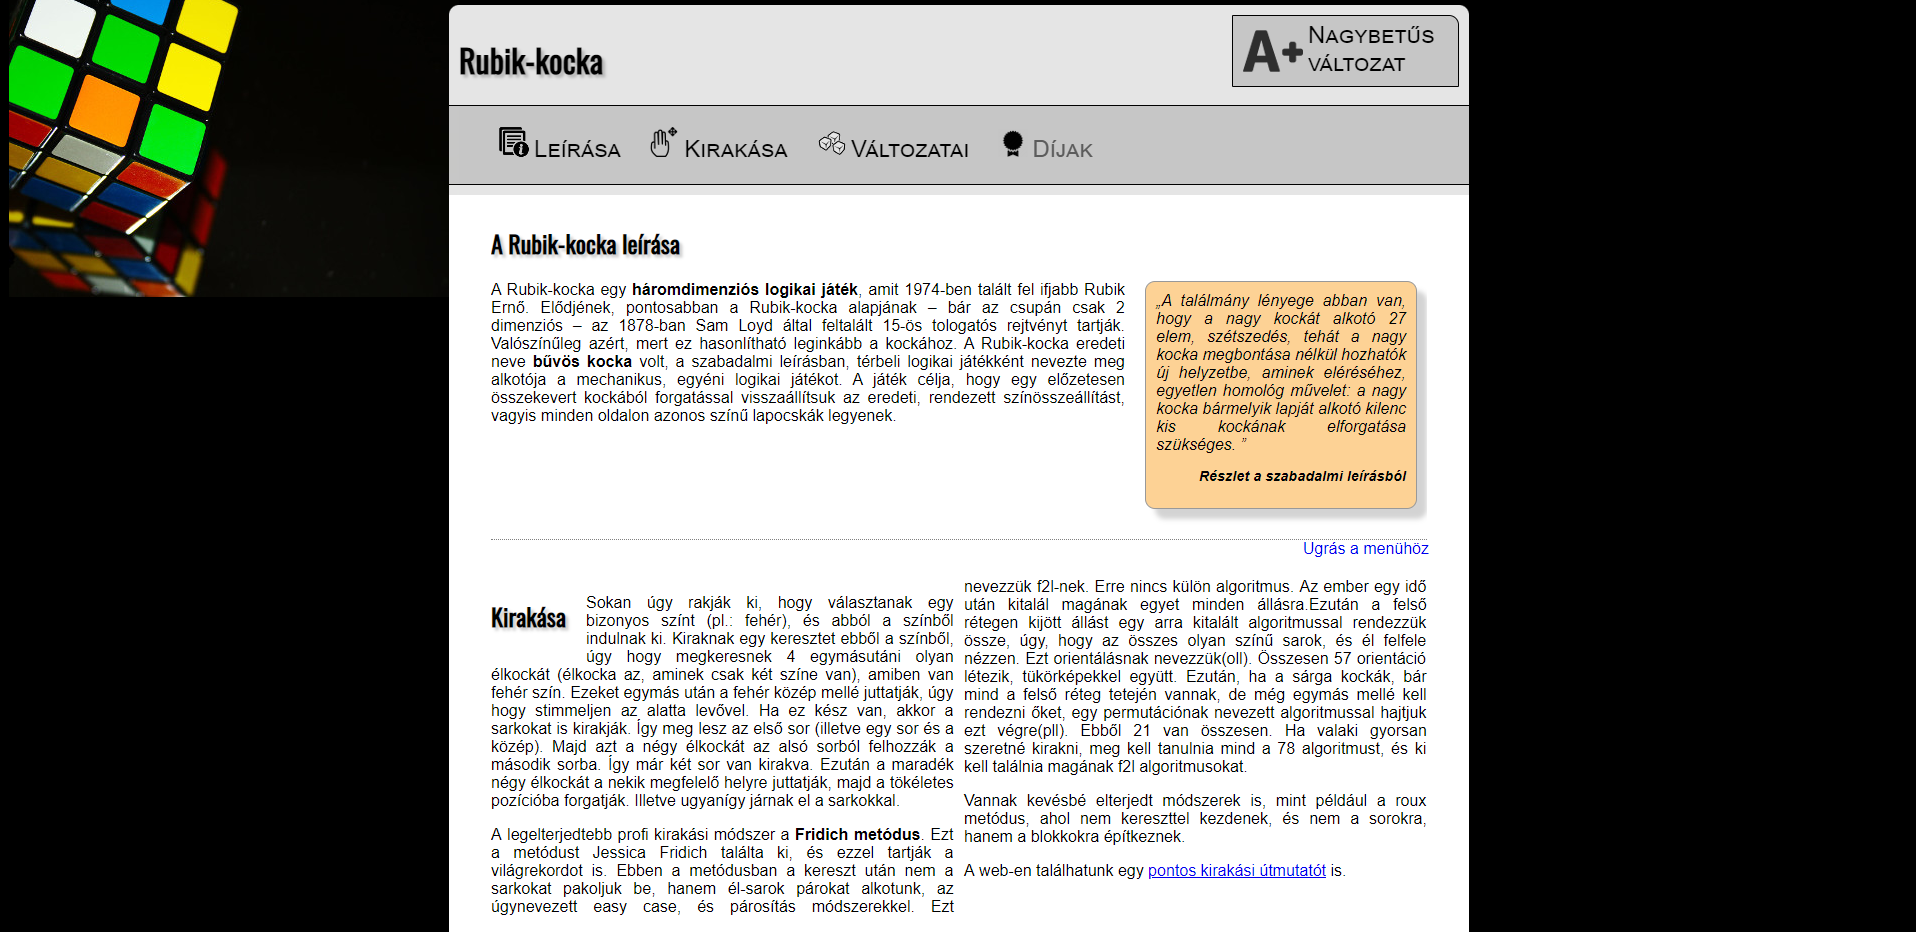 Rubik-kocka
A+ Nagybetűs
változat
Leírása Kirakása Változatai Díjak
A Rubik-kocka leírása
A Rubik-kocka egy háromdimenziós logikai játék, amit 1974-ben talált fel ifjabb Rubik
Ernő. Elődjének, pontosabban a Rubik-kocka alapjának – bár az csupán csak 2
dimenziós – az 1878-ban Sam Loyd által feltalált 15-ös tologatós rejtvényt tartják.
Valószínűleg azért, mert ez hasonlítható leginkább a kockához. A Rubik-kocka eredeti
neve bűvös kocka volt, a szabadalmi leírásban, térbeli logikai játékként nevezte meg
alkotója a mechanikus, egyéni logikai játékot. A játék célja, hogy egy előzetesen
összekevert kockából forgatással visszaállítsuk az eredeti, rendezett színösszeállítást,
vagyis minden oldalon azonos színű lapocskák legyenek.
„A találmány lényege abban van,
hogy a nagy kockát alkotó 27
elem, szétszedés, tehát a nagy
kocka megbontása nélkül hozhatók
új helyzetbe, aminek eléréséhez,
egyetlen homológ művelet: a nagy
kocka bármelyik lapját alkotó kilenc
kis kockának elforgatása
szükséges. ”
Részlet a szabadalmi leírásból
Ugrás a menühöz
Kirakása
Sokan úgy rakják ki, hogy választanak egy
bizonyos színt (pl.: fehér), és abból a színből
indulnak ki. Kiraknak egy keresztet ebből a színből,
úgy hogy megkeresnek 4 egymásutáni olyan
élkockát (élkocka az, aminek csak két színe van), amiben van
fehér szín. Ezeket egymás után a fehér közép mellé juttatják, úgy
hogy stimmeljen az alatta levővel. Ha ez kész van, akkor a
sarkokat is kirakják. Így meg lesz az első sor (illetve egy sor és a
közép). Majd azt a négy élkockát az alsó sorból felhozzák a
második sorba. Így már két sor van kirakva. Ezután a maradék
négy élkockát a nekik megfelelő helyre juttatják, majd a tökéletes
pozícióba forgatják. Illetve ugyanígy járnak el a sarkokkal.
A legelterjedtebb profi kirakási módszer a Fridich metódus. Ezt
a metódust Jessica Fridich találta ki, és ezzel tartják a
világrekordot is. Ebben a metódusban a kereszt után nem a
sarkokat pakoljuk be, hanem él-sarok párokat alkotunk, az
úgynevezett easy case, és párosítás módszerekkel. Ezt
nevezzük f2l-nek. Erre nincs külön algoritmus. Az ember egy idő
után kitalál magának egyet minden állásra.Ezután a felső
rétegen kijött állást egy arra kitalált algoritmussal rendezzük
össze, úgy, hogy az összes olyan színű sarok, és él felfele
nézzen. Ezt orientálásnak nevezzük(oll). Összesen 57 orientáció
létezik, tükörképekkel együtt. Ezután, ha a sárga kockák, bár
mind a felső réteg tetején vannak, de még egymás mellé kell
rendezni őket, egy permutációnak nevezett algoritmussal hajtjuk
ezt végre(pll). Ebből 21 van összesen. Ha valaki gyorsan
szeretné kirakni, meg kell tanulnia mind a 78 algoritmust, és ki
kell találnia magának f2l algoritmusokat.
Vannak kevésbé elterjedt módszerek is, mint például a roux
metódus, ahol nem kereszttel kezdenek, és nem a sorokra,
hanem a blokkokra építkeznek.
A web-en találhatunk egy pontos kirakási útmutatót is.